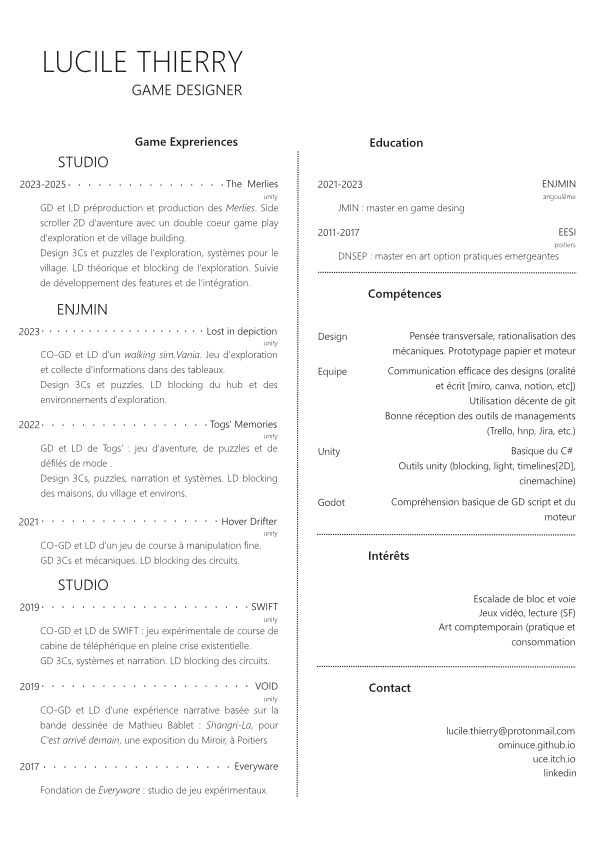 LUCILE THIERRY
GAME DESIGNER
Game Expreriences
STUDIO
2023-2025 · · · · · · · · · · · · · · · · The Merlies
unity
GD et LD préproduction et production des Merlies. Side
scroller 2D d'aventure avec un double coeur game play
d'exploration et de village building.
Design 3Cs et puzzles de l'exploration, systèmes pour le
village. LD théorique et blocking de l'exploration. Suivie
de développement des features et de l'intégration.
ENJMIN
2023 · · · · · · · · · · · · · · · · · · · · Lost in depiction
unity
CO-GD et LD d'un walking sim.Vania. Jeu d'exploration
et collecte d'informations dans des tableaux.
Design 3Cs et puzzles. LD blocking du hub et des
environnements d'exploration.
2022 · · · · · · · · · · · · · · · · · Togs' Memories
unity
GD et LD de Togs' : jeu d'aventure, de puzzles et de
défilés de mode .
Design 3Cs, puzzles, narration et systèmes. LD blocking
des maisons, du village et environs.
2021 · · · · · · · · · · · · · · · · · · Hover Drifter
unity
CO-GD et LD d'un jeu de course à manipulation fine.
GD 3Cs et mécaniques. LD blocking des circuits.
STUDIO
2019 · · · · · · · · · · · · · · · · · · · · · SWIFT
unity
CO-GD et LD de SWIFT : jeu expérimentale de course de
cabine de téléphérique en pleine crise existentielle.
GD 3Cs, systèmes et narration. LD blocking des circuits.
2019 · · · · · · · · · · · · · · · · · · · · · VOID
unity
CO-GD et LD d'une expérience narrative basée sur la
bande dessinée de Mathieu Bablet : Shangri-La, pour
C'est arrivé demain, une exposition du Miroir, à Poitiers
2017 · · · · · · · · · · · · · · · · · · · Everyware
Fondation de Everyware : studio de jeu expérimentaux.
Education
2021-2023 ENJMIN
angoulême
JMIN : master en game desing
2011-2017 EESI
poitiers
DNSEP : master en art option pratiques emergeantes
Compétences
Design Pensée transversale, rationalisation des
mécaniques. Prototypage papier et moteur
Equipe Communication efficace des designs (oralité
et écrit [miro, canva, notion, etc])
Utilisation décente de git
Bonne réception des outils de managements
(Trello, hnp, Jira, etc.)
Unity Basique du C#
Outils unity (blocking, light, timelines[2D],
cinemachine)
Godot Compréhension basique de GD script et du
moteur
Intérêts
Escalade de bloc et voie
Jeux vidéo, lecture (SF)
Art comptemporain (pratique et
consommation
Contact
lucile.thierry@protonmail.com
ominuce.github.io
uce.itch.io
linkedin